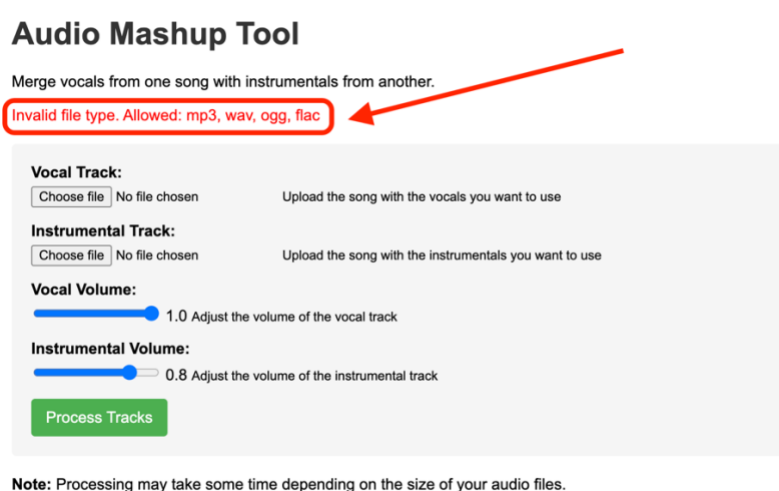 Audio Mashup Tool
Merge vocals from one song with instrumentals from another.
Invalid file type. Allowed: mp3, wav, ogg, flac
Vocal Track:
Choose file No file chosen Upload the song with the vocals you want to use
Instrumental Track:
Choose file No file chosen Upload the song with the instrumentals you want to use
Vocal Volume:
1.0 Adjust the volume of the vocal track
Instrumental Volume:
0.8 Adjust the volume of the instrumental track
Process Tracks
Note: Processing may take some time depending on the size of your audio files.